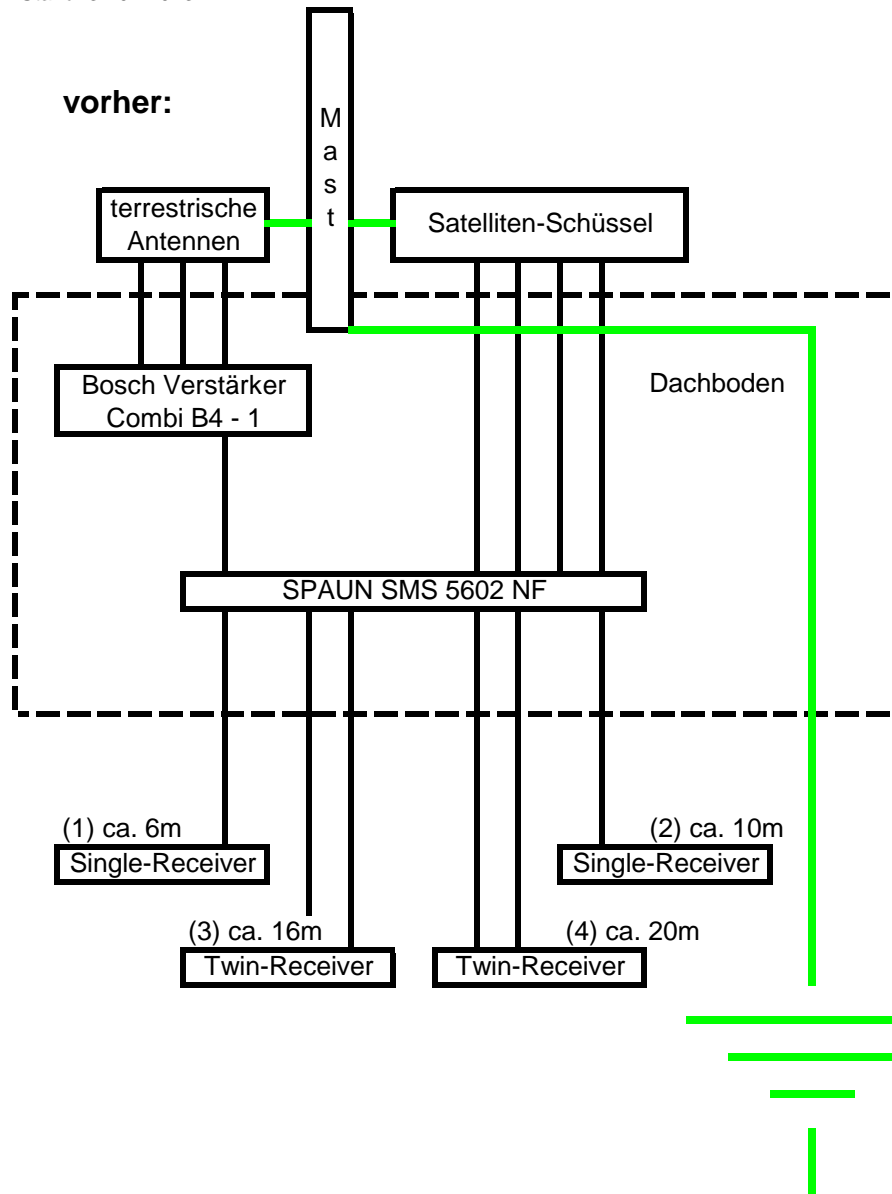 vorher:
M
a
s
t
terrestrische
Antennen
Satelliten-Schüssel
Bosch Verstärker
Combi B4 - 1
Dachboden
SPAUN SMS 5602 NF
(1) ca. 6m
(2) ca. 10m
Single-Receiver
Single-Receiver
(3) ca. 16m
(4) ca. 20m
Twin-Receiver
Twin-Receiver